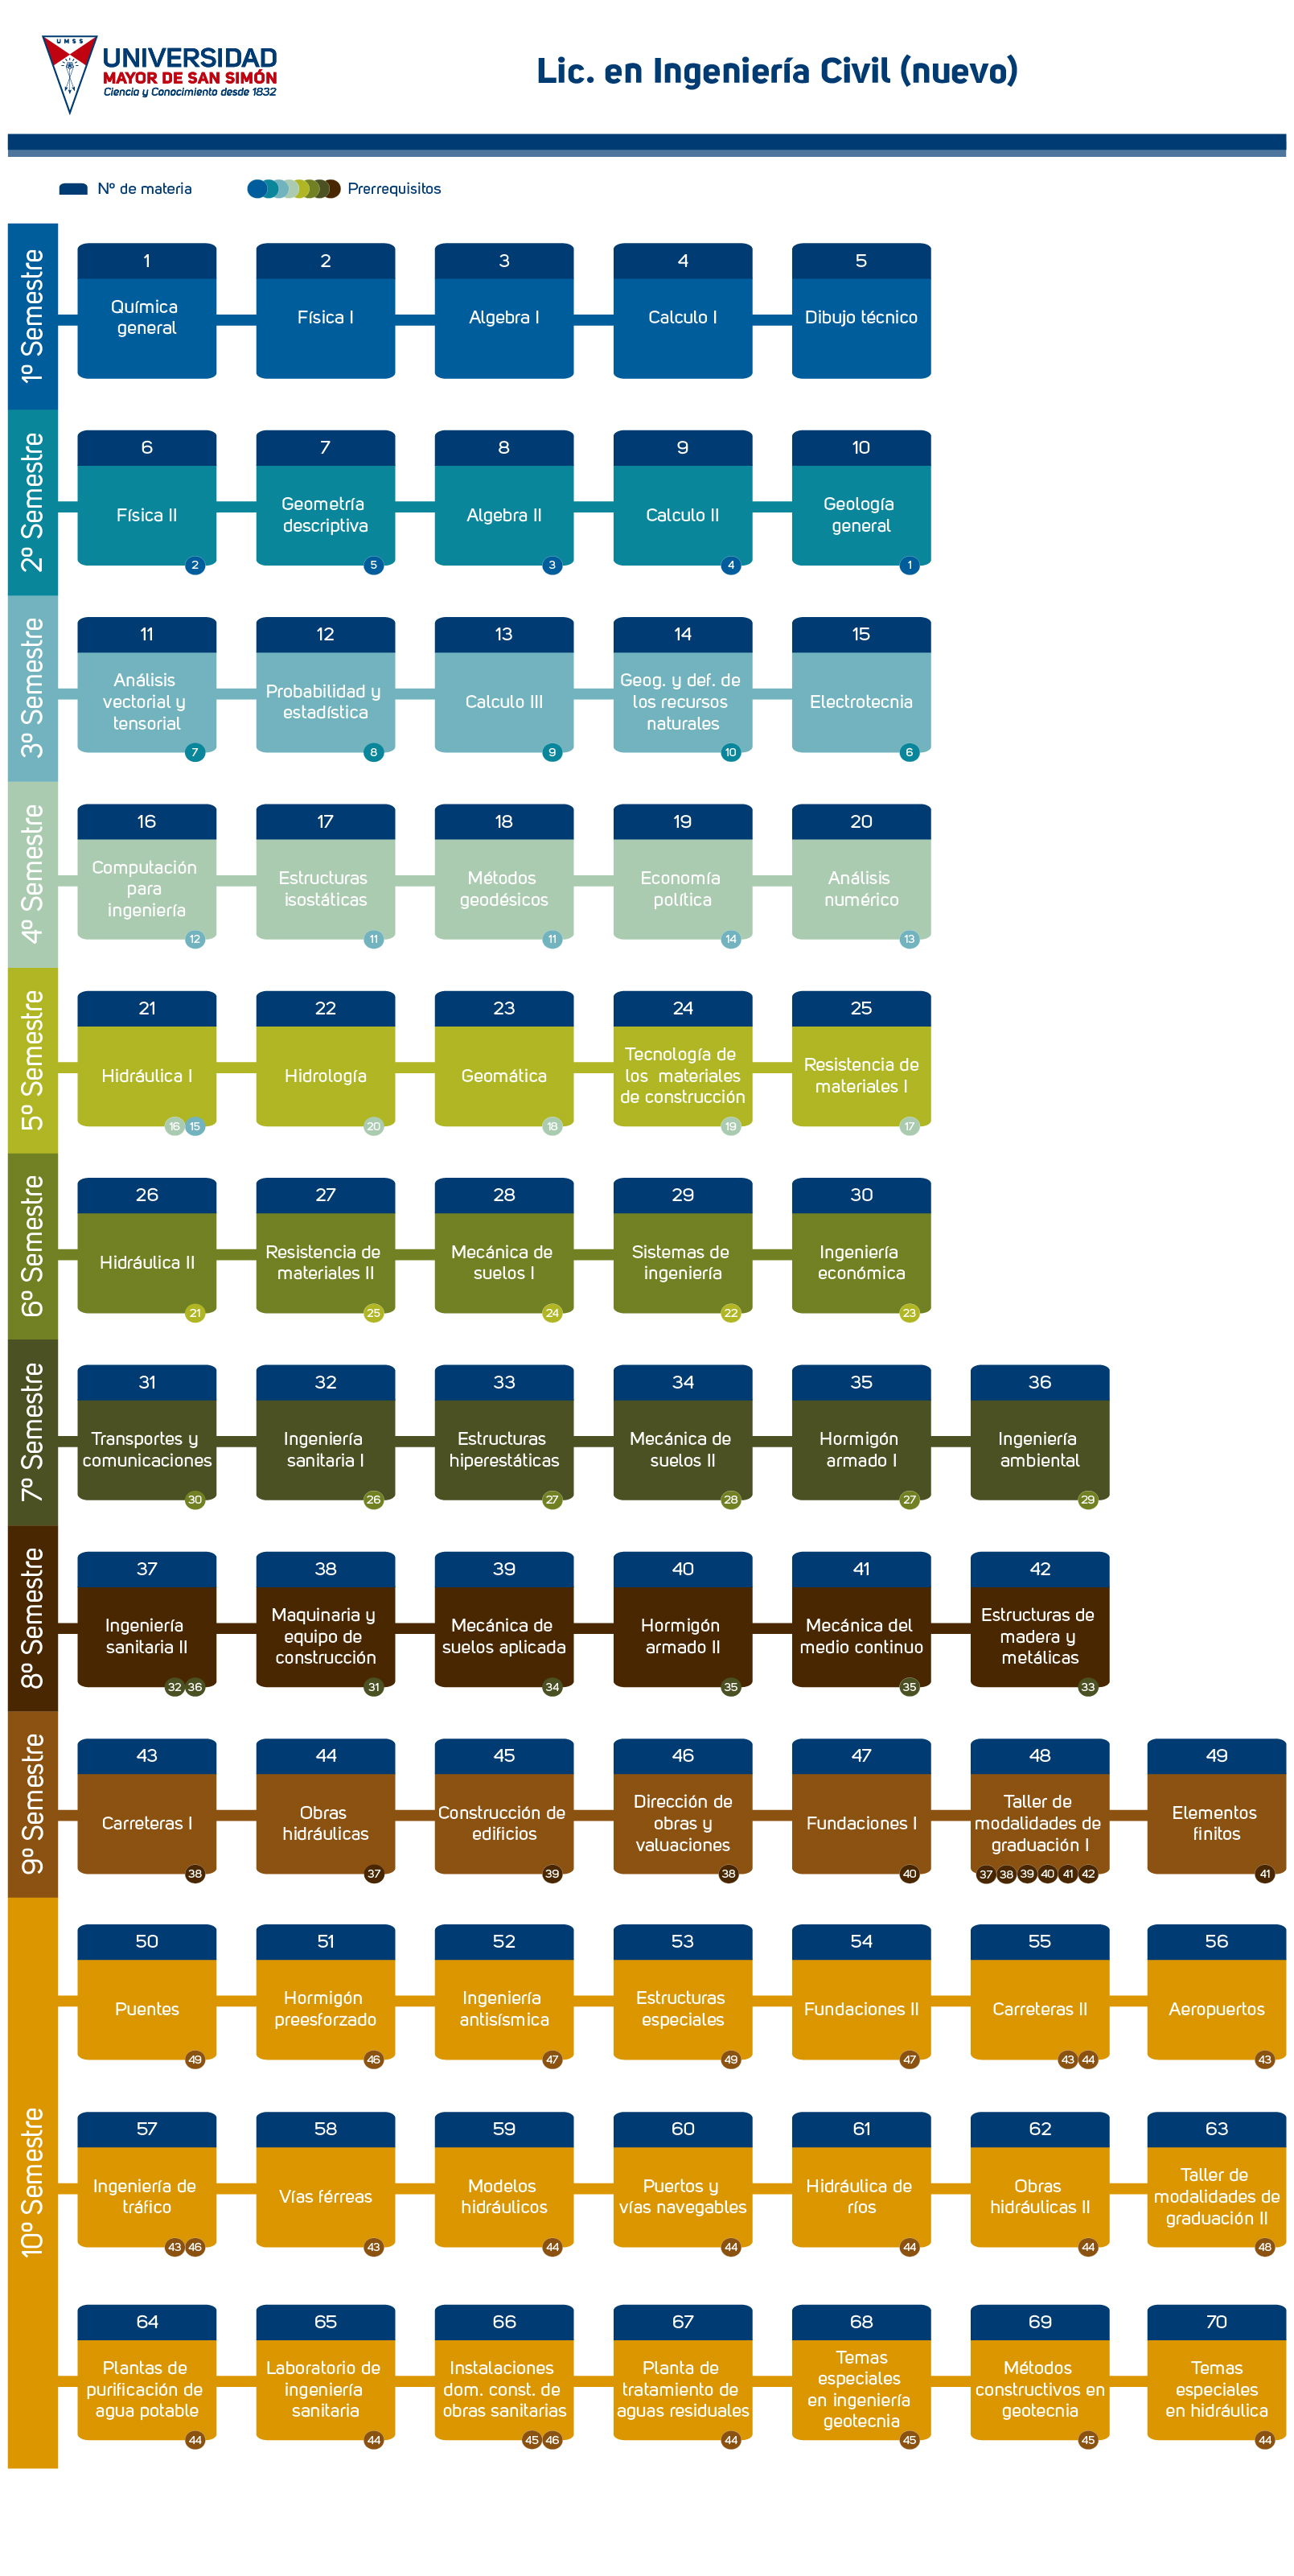 UMSS
UNIVERSIDAD
MAYOR DE SAN SIMÓN
Ciencia y Conocimiento desde 1832
Lic. en Ingeniería Civil (nuevo)
Nº de materia
Prerrequisitos
1º Semestre
1
Química
general
2
Física I
3
Algebra I
4
Calculo I
5
Dibujo técnico
2º Semestre
6
Física II
2
7
Geometría
descriptiva
5
8
Algebra II
3
9
Calculo II
4
10
Geología
general
1
3º Semestre
11
Análisis
vectorial y
tensorial
7
12
Probabilidad y
estadística
8
13
Calculo III
9
14
Geog. y def. de
los recursos
naturales
10
15
Electrotecnia
6
4º Semestre
16
Computación
para
ingeniería
12
17
Estructuras
isostáticas
11
18
Métodos
geodésicos
11
19
Economía
política
14
20
Análisis
numérico
13
5º Semestre
21
Hidráulica I
16 15
22
Hidrología
20
23
Geomática
18
24
Tecnología de
los materiales
de construcción
19
25
Resistencia de
materiales I
17
6º Semestre
26
Hidráulica II
21
27
Resistencia de
materiales II
25
28
Mecánica de
suelos I
24
29
Sistemas de
ingeniería
22
30
Ingeniería
económica
23
7º Semestre
31
Transportes y
comunicaciones
30
32
Ingeniería
sanitaria I
26
33
Estructuras
hiperestáticas
27
34
Mecánica de
suelos II
28
35
Hormigón
armado I
27
36
Ingeniería
ambiental
29
8º Semestre
37
Ingeniería
sanitaria II
32 36
38
Maquinaria y
equipo de
construcción
31
39
Mecánica de
suelos aplicada
34
40
Hormigón
armado II
35
41
Mecánica del
medio continuo
35
42
Estructuras de
madera y
metálicas
33
9º Semestre
43
Carreteras I
38
44
Obras
hidráulicas
37
45
Construcción de
edificios
39
46
Dirección de
obras y
valuaciones
38
47
Fundaciones I
40
48
Taller de
modalidades de
graduación I
37 38 39 40 41 42
49
Elementos
finitos
41
10º Semestre
50
Puentes
49
51
Hormigón
preesforzado
46
52
Ingeniería
antisísmica
47
53
Estructuras
especiales
49
54
Fundaciones II
47
55
Carreteras II
43 44
56
Aeropuertos
43
57
Ingeniería de
tráfico
43 46
58
Vías férreas
43
59
Modelos
hidráulicos
44
60
Puertos y
vías navegables
44
61
Hidráulica de
ríos
44
62
Obras
hidráulicas II
44
63
Taller de
modalidades de
graduación II
48
64
Plantas de
purificación de
agua potable
44
65
Laboratorio de
ingeniería
sanitaria
44
66
Instalaciones
dom. const. de
obras sanitarias
45 46
67
Planta de
tratamiento de
aguas residuales
44
68
Temas
especiales
en ingeniería
geotecnia
45
69
Métodos
constructivos en
geotecnia
45
70
Temas
especiales
en hidráulica
44